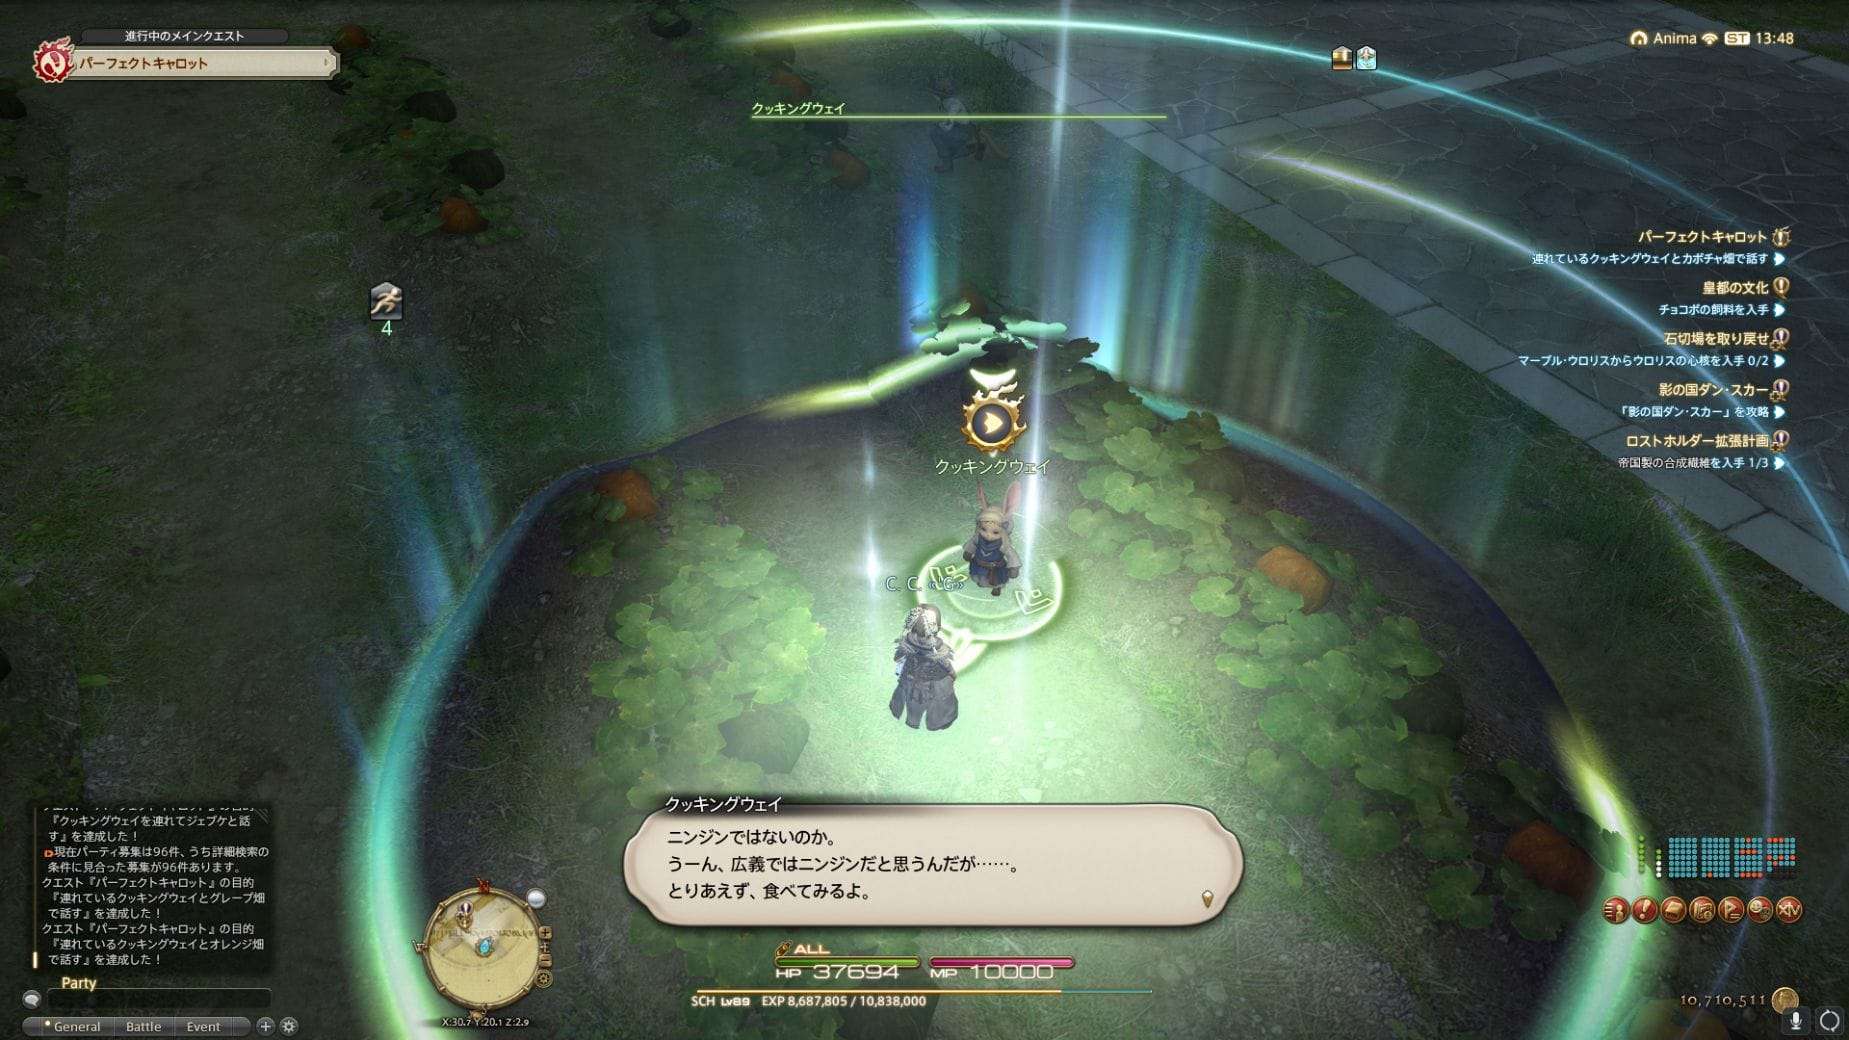 進行中のメインクエスト
パーフェクトキャロット
Anima ST 13:48
クッキングウェイ
パーフェクトキャロット
連れているクッキングウェイとカボチャ畑で話す
皇都の文化
チョコボの飼料を入手
石切場を取り戻せ
マーブル・ウロリスからウロリスの心核を入手 0/2
影の国ダン・スカー
「影の国ダン・スカー」を攻略
ロストホルダー拡張計画
帝国製の合成繊維を入手 1/3
4
クッキングウェイ
C. C. «C»
クッキングウェイ
ニンジンではないのか。
うーん、広義ではニンジンだと思うんだが……。
とりあえず、食べてみるよ。
『クッキングウェイを連れてジェブケと話
す』を達成した！
現在パーティ募集は96件、うち詳細検索の
条件に見合った募集が96件あります。
クエスト『パーフェクトキャロット』の目的
『連れているクッキングウェイとグレープ畑
で話す』を達成した！
クエスト『パーフェクトキャロット』の目的
『連れているクッキングウェイとオレンジ畑
で話す』を達成した！
Party
General Battle Event
X:30.7 Y:20.1 Z:2.9
ALL
HP 37694 MP 10000
SCH Lv89 EXP 8,687,805 / 10,838,000
XIV
10,710,511